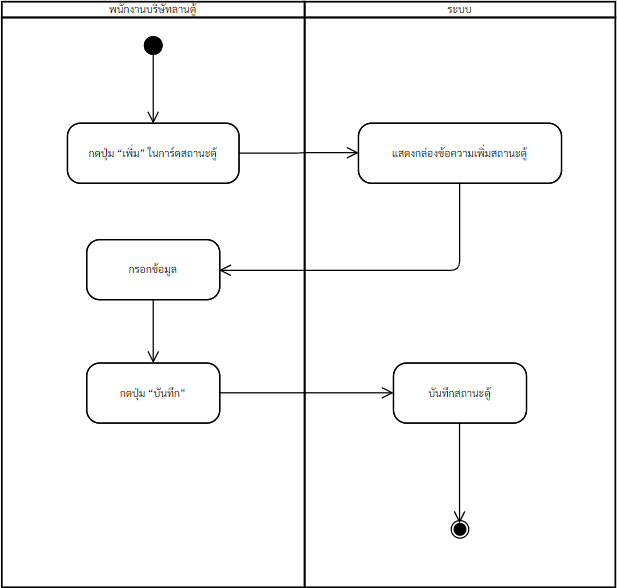 พนักงานบริษัทลานตู้
ระบบ
กดปุ่ม “เพิ่ม” ในการ์ดสถานะตู้
แสดงกล่องข้อความเพิ่มสถานะตู้
กรอกข้อมูล
กดปุ่ม “บันทึก”
บันทึกสถานะตู้